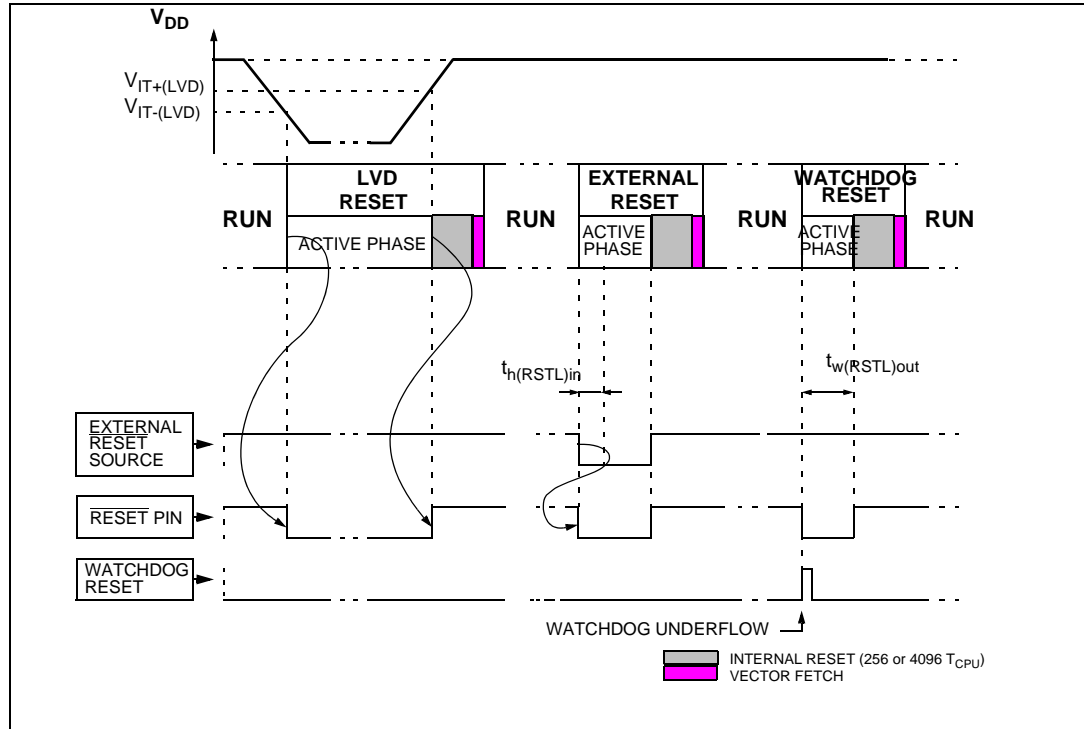 VDD
VIT+(LVD)
VIT-(LVD)
LVD
RESET
EXTERNAL
RESET
WATCHDOG
RESET
RUN
RUN
RUN
RUN
ACTIVE PHASE
ACTIVE
PHASE
ACTIVE
PHASE
th(RSTL)in
tw(RSTL)out
EXTERNAL
RESET
SOURCE
RESET PIN
WATCHDOG
RESET
WATCHDOG UNDERFLOW
INTERNAL RESET (256 or 4096 TCPU)
VECTOR FETCH